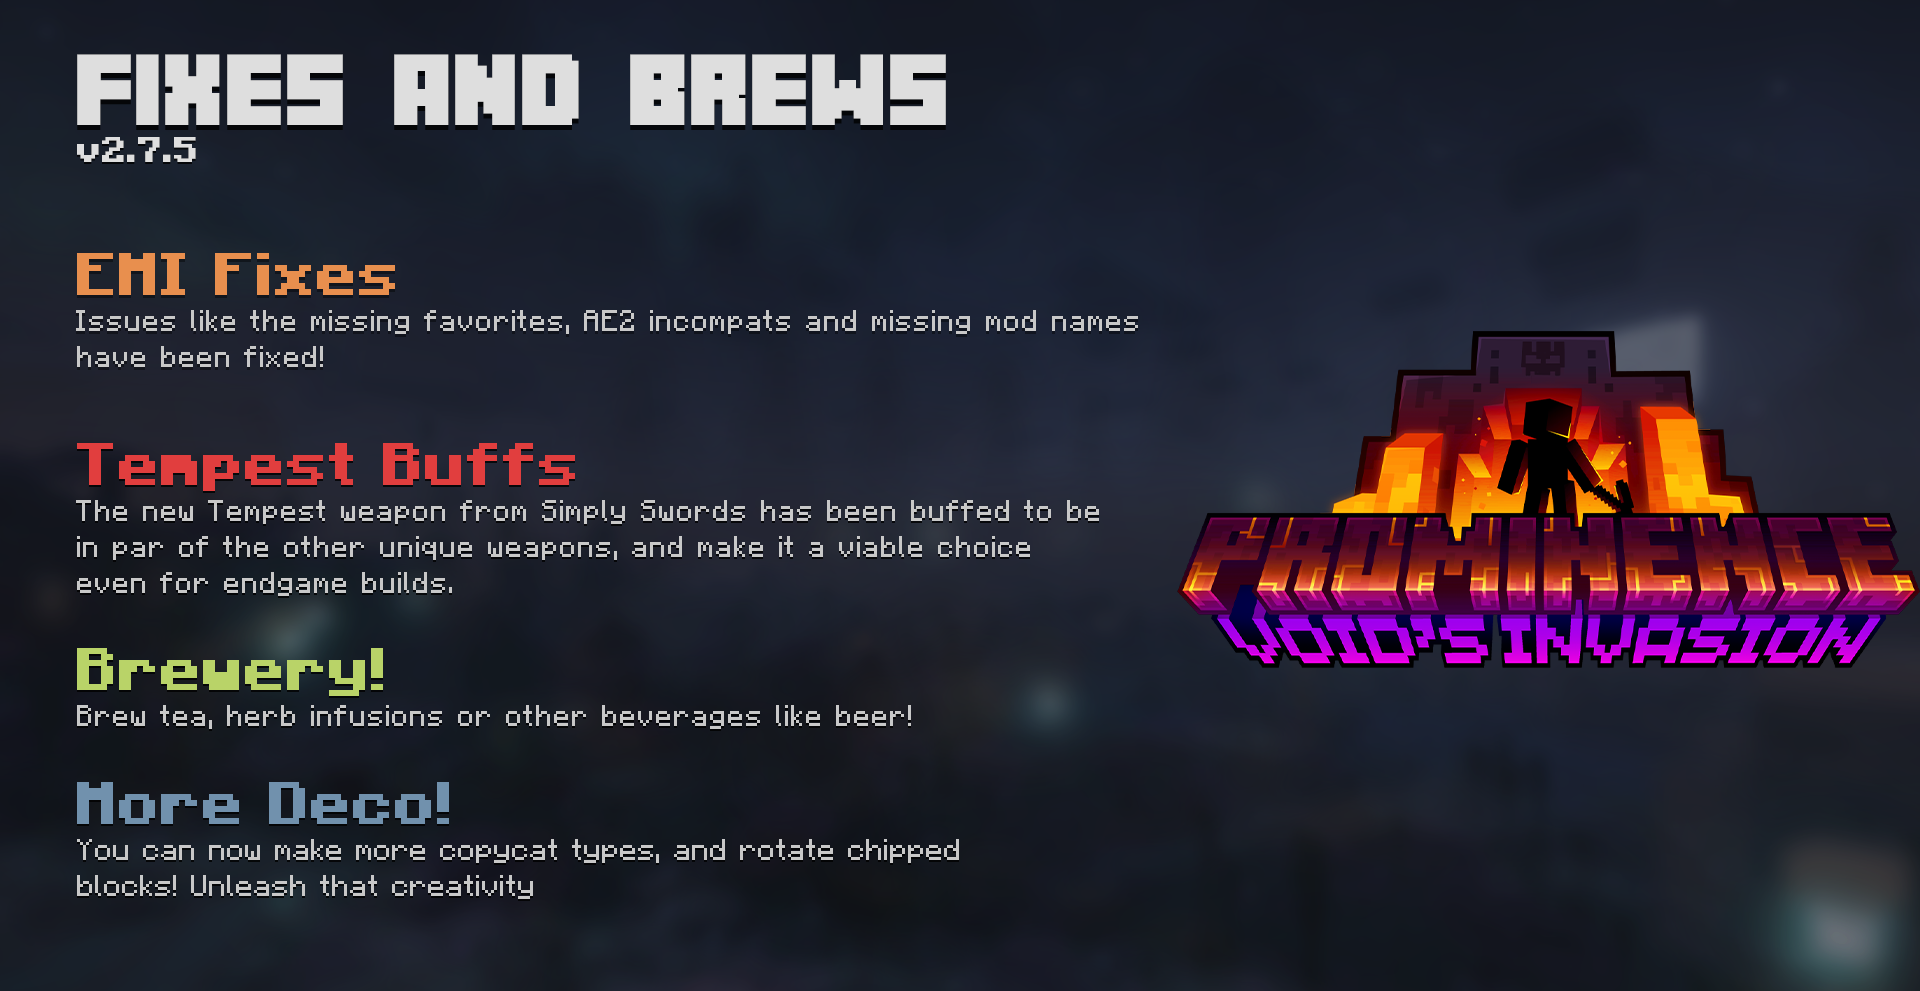 FIXES AND BREWS
v2.7.5
EMI Fixes
Issues like the missing favorites, AE2 incompats and missing mod names
have been fixed!
Tempest Buffs
The new Tempest weapon from Simply Swords has been buffed to be
in par of the other unique weapons, and make it a viable choice
even for endgame builds.
Brewery!
Brew tea, herb infusions or other beverages like beer!
More Deco!
You can now make more copycat types, and rotate chipped
blocks! Unleash that creativity
PROMINENCE
VOID'S INVASION